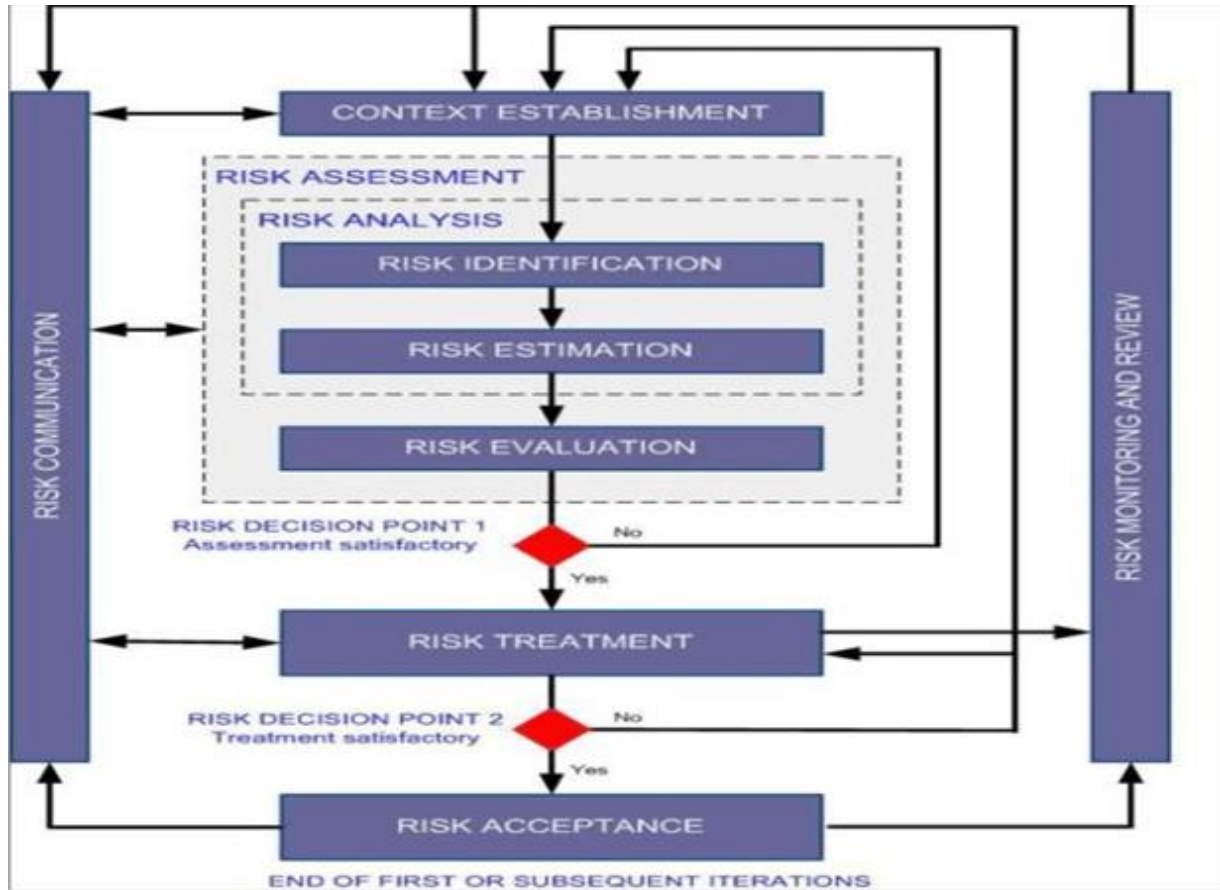 CONTEXT ESTABLISHMENT
RISK ASSESSMENT
RISK ANALYSIS
RISK IDENTIFICATION
RISK ESTIMATION
RISK EVALUATION
RISK DECISION POINT 1
Assessment satisfactory
No
Yes
RISK TREATMENT
RISK DECISION POINT 2
Treatment satisfactory
No
Yes
RISK ACCEPTANCE
END OF FIRST OR SUBSEQUENT ITERATIONS
RISK COMMUNICATION
RISK MONITORING AND REVIEW